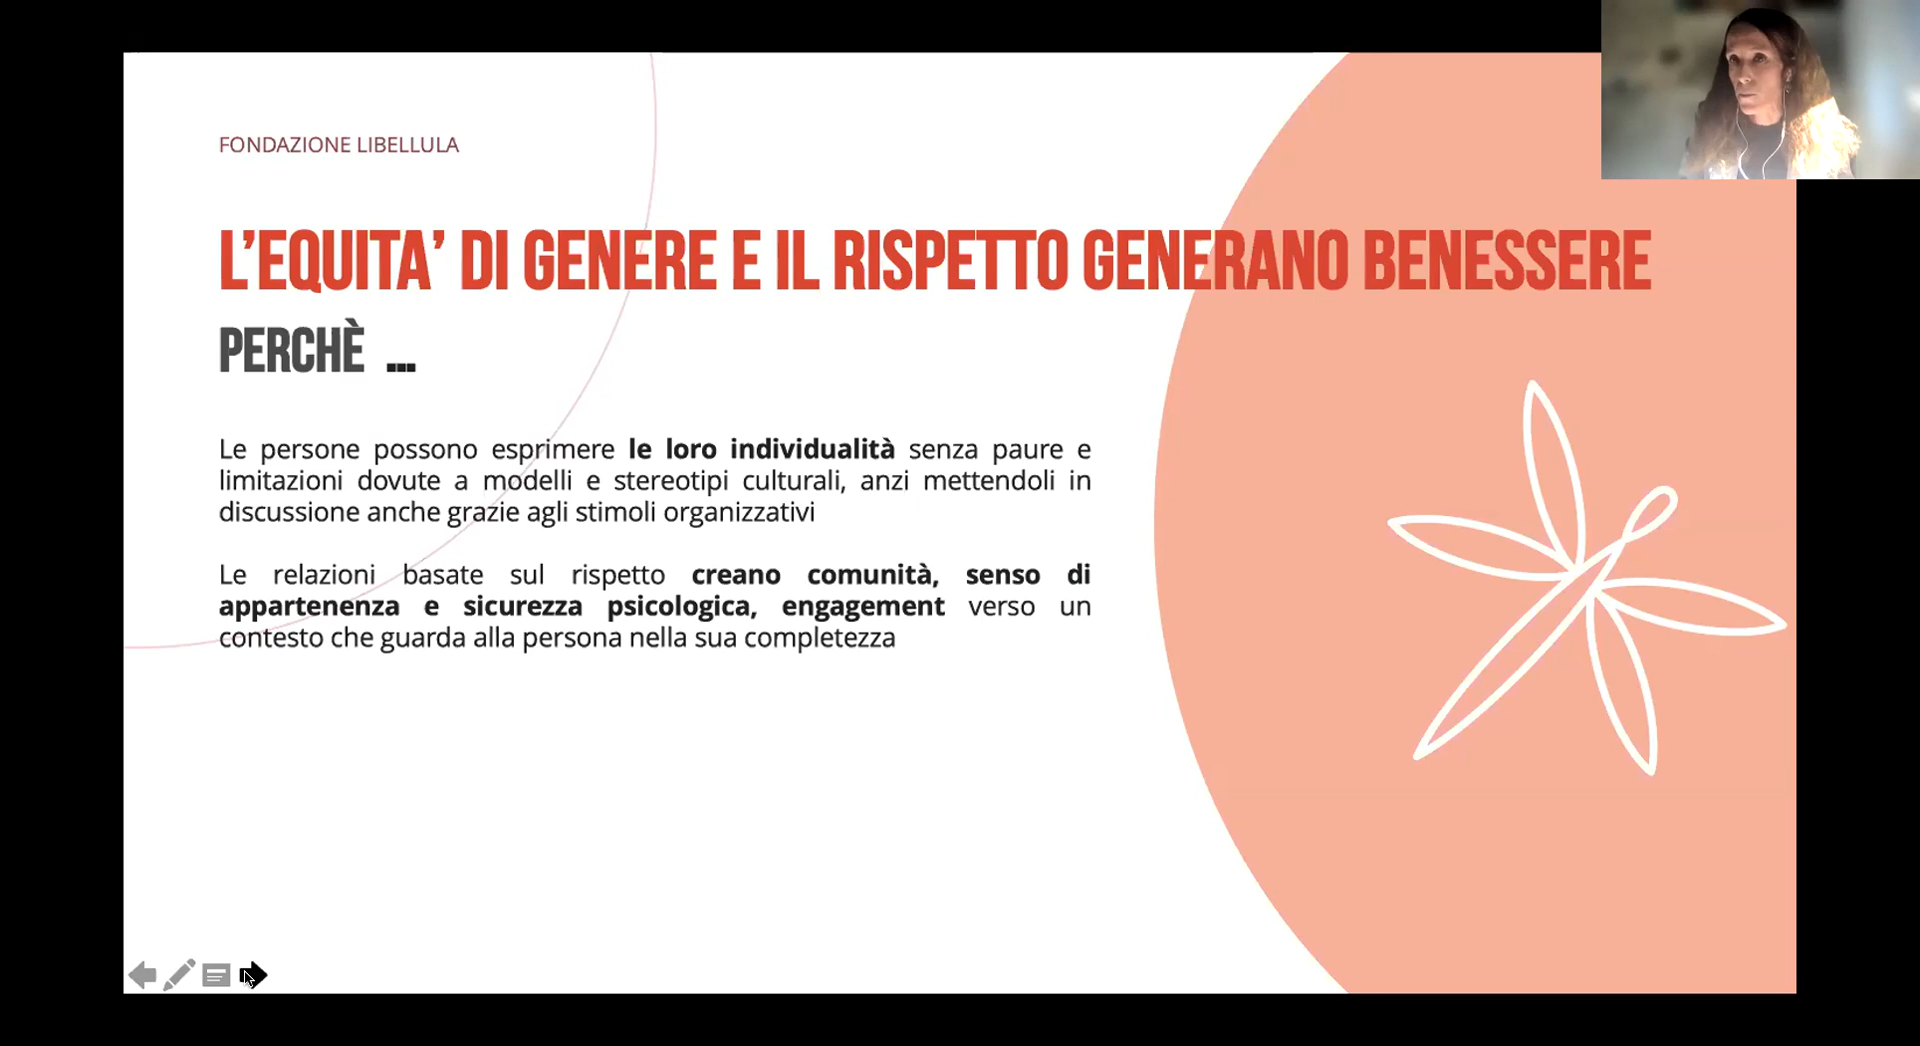 FONDAZIONE LIBELLULA
L’EQUITA’ DI GENERE E IL RISPETTO GENERANO BENESSERE
PERCHÈ ...
Le persone possono esprimere le loro individualità senza paure e
limitazioni dovute a modelli e stereotipi culturali, anzi mettendoli in
discussione anche grazie agli stimoli organizzativi
Le relazioni basate sul rispetto creano comunità, senso di
appartenenza e sicurezza psicologica, engagement verso un
contesto che guarda alla persona nella sua completezza